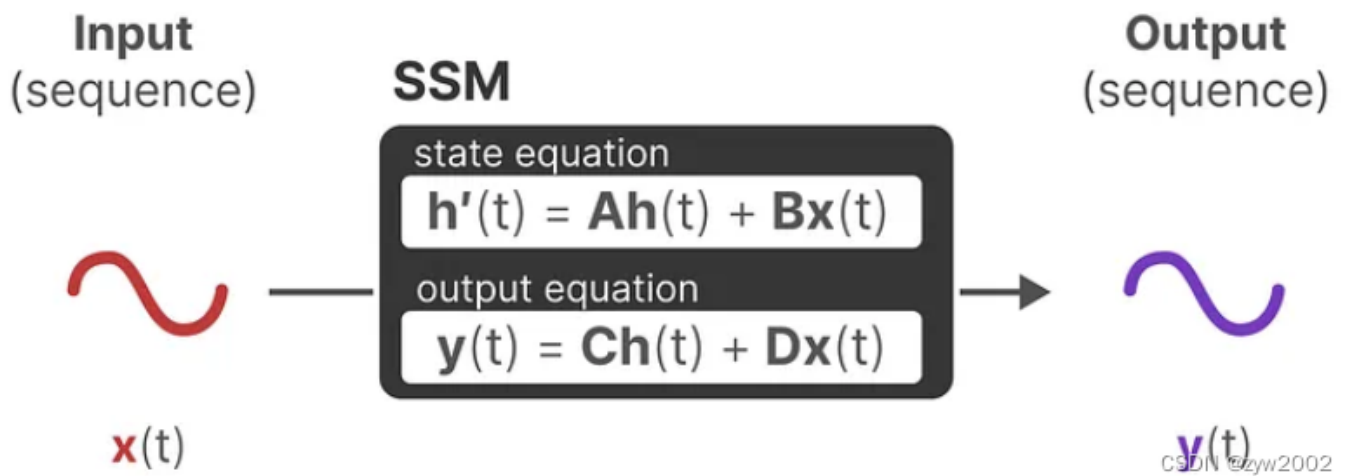 Input
(sequence)
SSM
state equation
h′(t) = Ah(t) + Bx(t)
output equation
y(t) = Ch(t) + Dx(t)
Output
(sequence)
x(t)
y(t)
CSDN @zyw2002